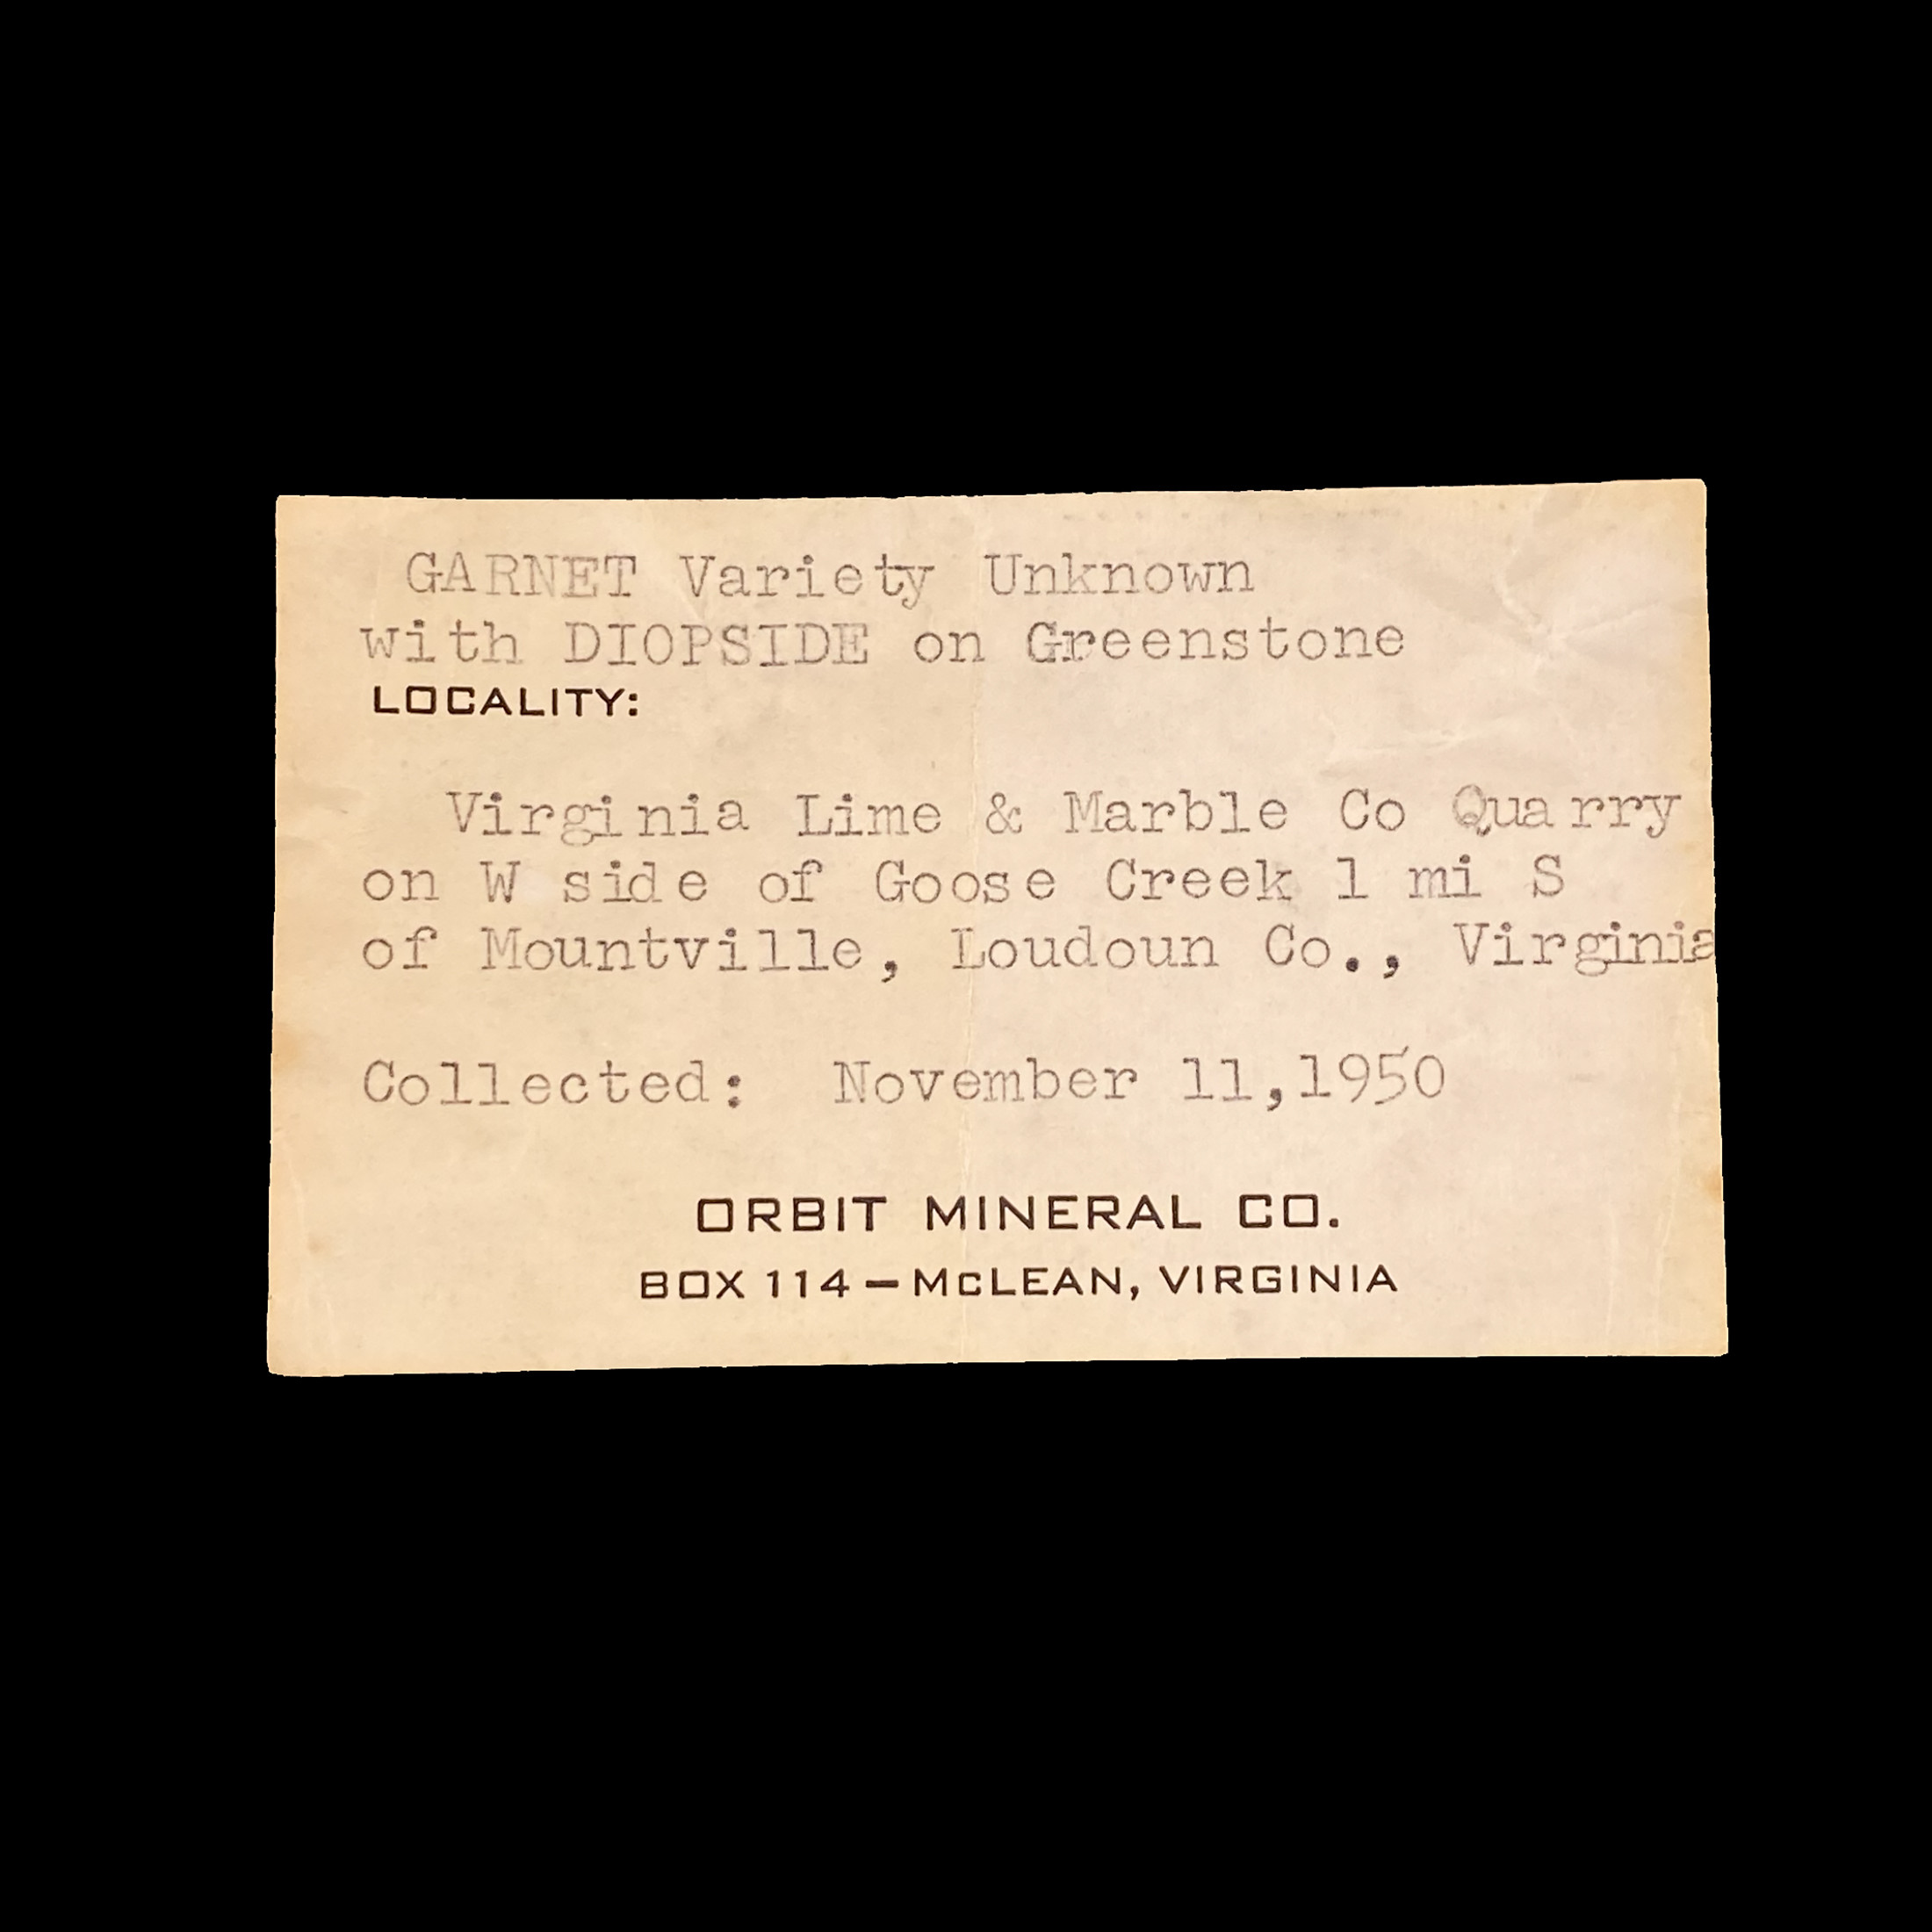 GARNET Variety Unknown
with DIOPSIDE on Greenstone
LOCALITY:
Virginia Lime & Marble Co Quarry
on W side of Goose Creek 1 mi S
of Mountville, Loudoun Co., Virginia
Collected: November 11,1950
ORBIT MINERAL CO.
BOX 114 — McLEAN, VIRGINIA